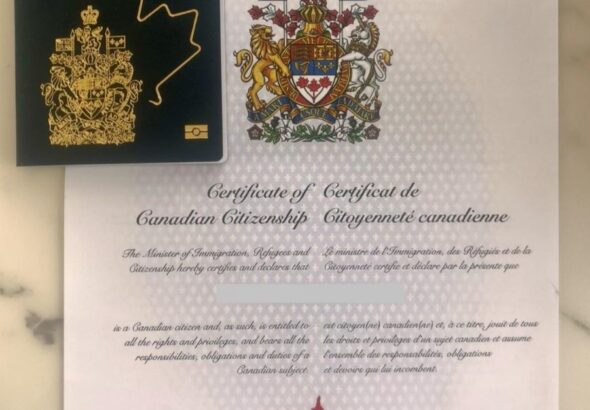 Certificate of
Canadian Citizenship
Certificat de
Citoyenneté canadienne
The Minister of Immigration, Refugees and
Citizenship hereby certifies and declares that
Le ministre de l'Immigration, des Réfugiés et de la
Citoyenneté certifie et déclare par la présente que
is a Canadian citizen and, as such, is entitled to
all the rights and privileges, and bears all the
responsibilities, obligations and duties of a
Canadian subject.
est citoyen(ne) canadien(ne) et, à ce titre, jouit de tous
les droits et privilèges d'un sujet canadien et assume
l'ensemble des responsabilités, obligations
et devoirs qui lui incombent.